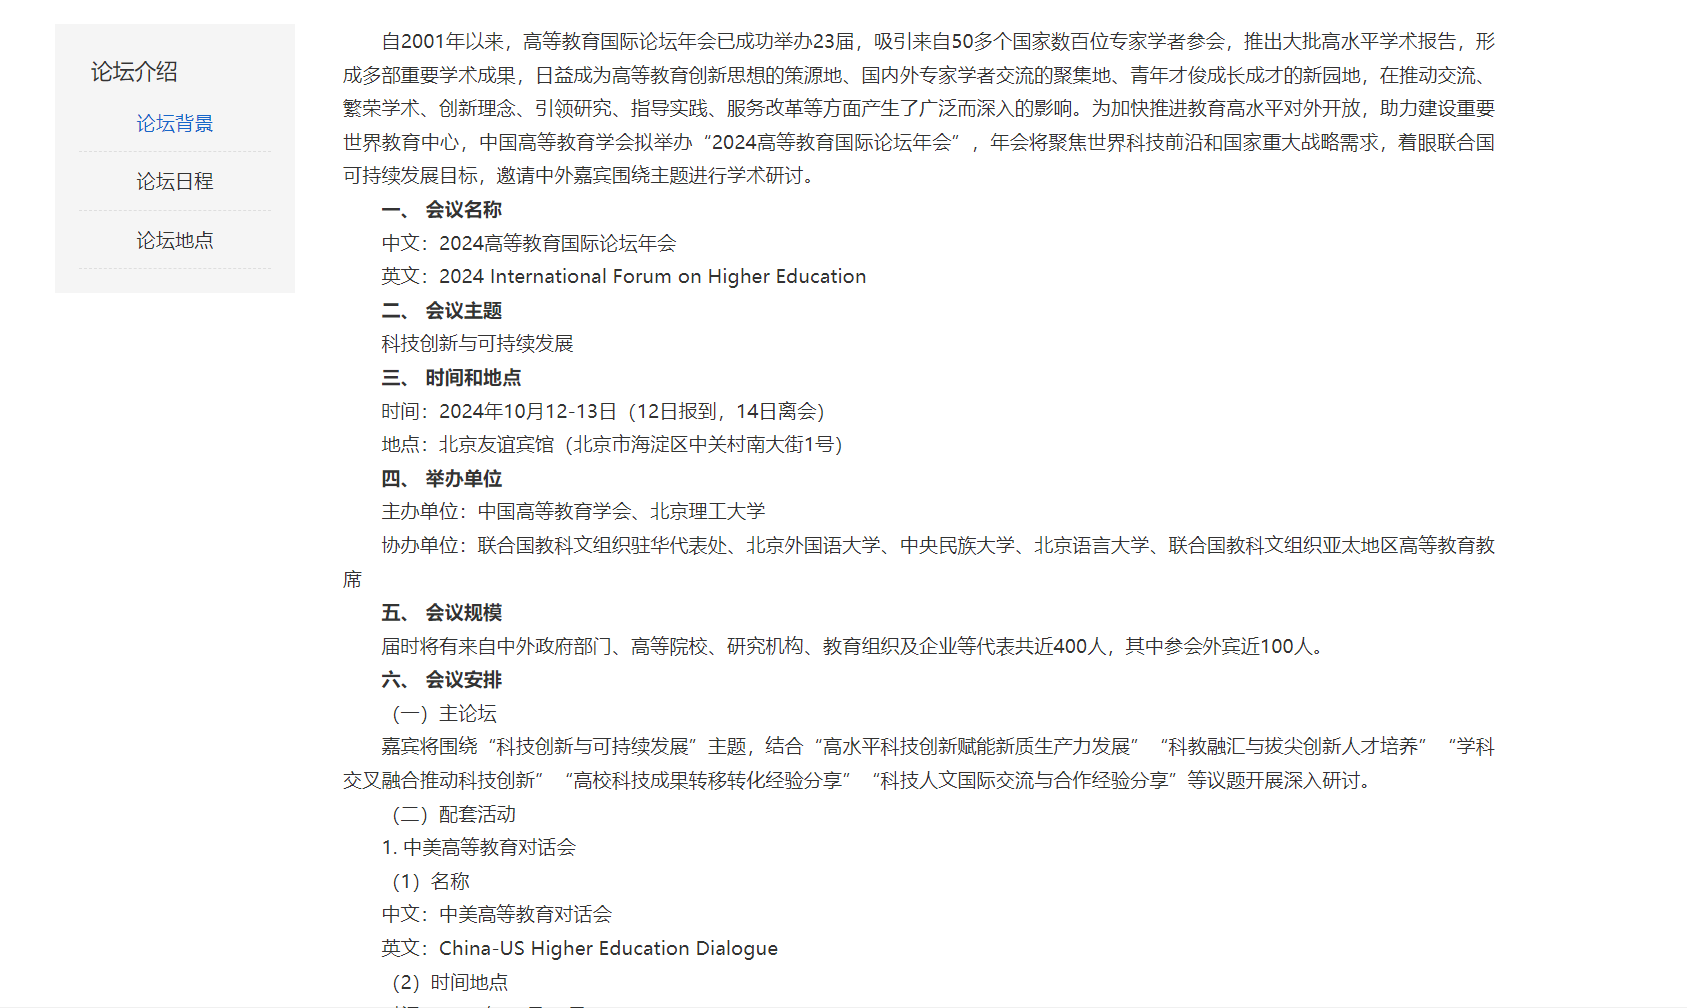 论坛介绍
论坛背景
论坛日程
论坛地点
自2001年以来，高等教育国际论坛年会已成功举办23届，吸引来自50多个国家数百位专家学者参会，推出大批高水平学术报告，形
成多部重要学术成果，日益成为高等教育创新思想的策源地、国内外专家学者交流的聚集地、青年才俊成长成才的新园地，在推动交流、
繁荣学术、创新理念、引领研究、指导实践、服务改革等方面产生了广泛而深入的影响。为加快推进教育高水平对外开放，助力建设重要
世界教育中心，中国高等教育学会拟举办“2024高等教育国际论坛年会”，年会将聚焦世界科技前沿和国家重大战略需求，着眼联合国
可持续发展目标，邀请中外嘉宾围绕主题进行学术研讨。
一、 会议名称
中文：2024高等教育国际论坛年会
英文：2024 International Forum on Higher Education
二、 会议主题
科技创新与可持续发展
三、 时间和地点
时间：2024年10月12-13日（12日报到，14日离会）
地点：北京友谊宾馆（北京市海淀区中关村南大街1号）
四、 举办单位
主办单位：中国高等教育学会、北京理工大学
协办单位：联合国教科文组织驻华代表处、北京外国语大学、中央民族大学、北京语言大学、联合国教科文组织亚太地区高等教育教
席
五、 会议规模
届时将有来自中外政府部门、高等院校、研究机构、教育组织及企业等代表共近400人，其中参会外宾近100人。
六、 会议安排
（一）主论坛
嘉宾将围绕“科技创新与可持续发展”主题，结合“高水平科技创新赋能新质生产力发展”“科教融汇与拔尖创新人才培养”“学科
交叉融合推动科技创新”“高校科技成果转移转化经验分享”“科技人文国际交流与合作经验分享”等议题开展深入研讨。
（二）配套活动
1. 中美高等教育对话会
（1）名称
中文：中美高等教育对话会
英文：China-US Higher Education Dialogue
（2）时间地点